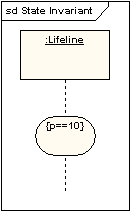 sd State Invariant
:Lifeline
{p==10}